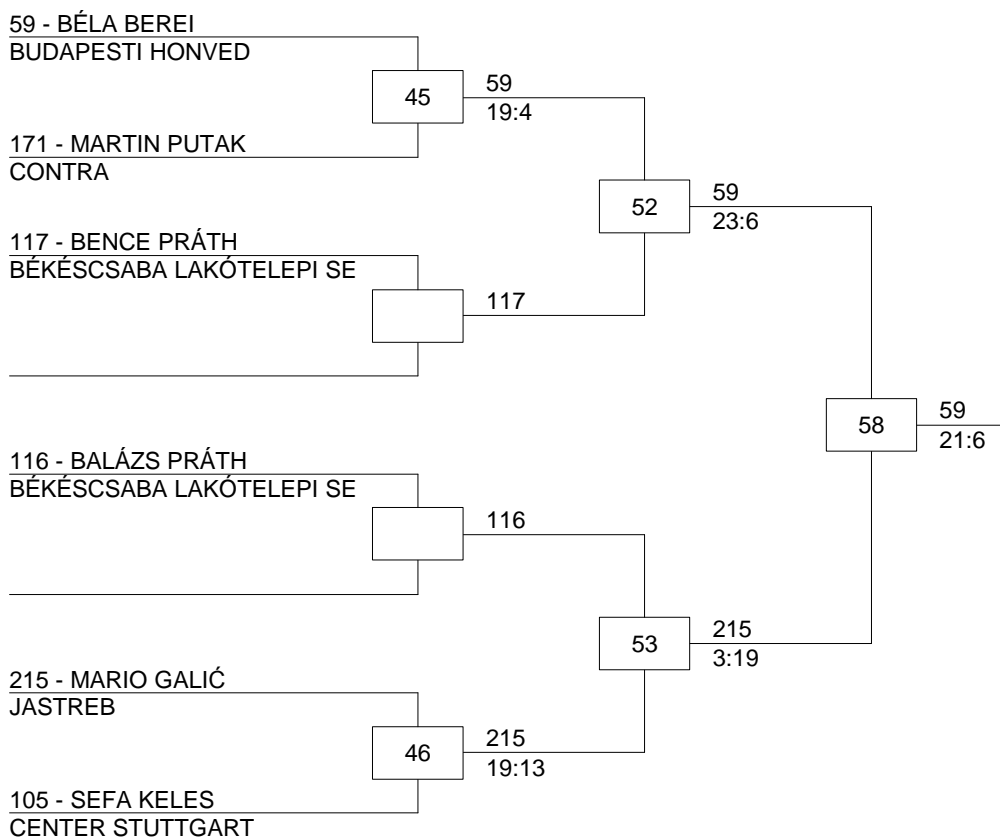 59 - BÉLA BEREI
BUDAPESTI HONVED
45
59
19:4
171 - MARTIN PUTAK
CONTRA
52
59
23:6
117 - BENCE PRÁTH
BÉKÉSCSABA LAKÓTELEPI SE
117
58
59
21:6
116 - BALÁZS PRÁTH
BÉKÉSCSABA LAKÓTELEPI SE
116
53
215
3:19
215 - MARIO GALIĆ
JASTREB
46
215
19:13
105 - SEFA KELES
CENTER STUTTGART